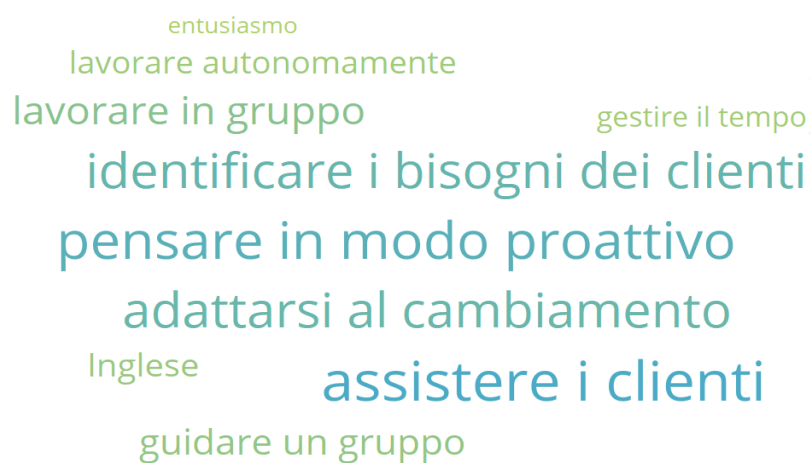 entusiasmo
lavorare autonomamente
lavorare in gruppo
gestire il tempo
identificare i bisogni dei clienti
pensare in modo proattivo
adattarsi al cambiamento
Inglese
assistere i clienti
guidare un gruppo